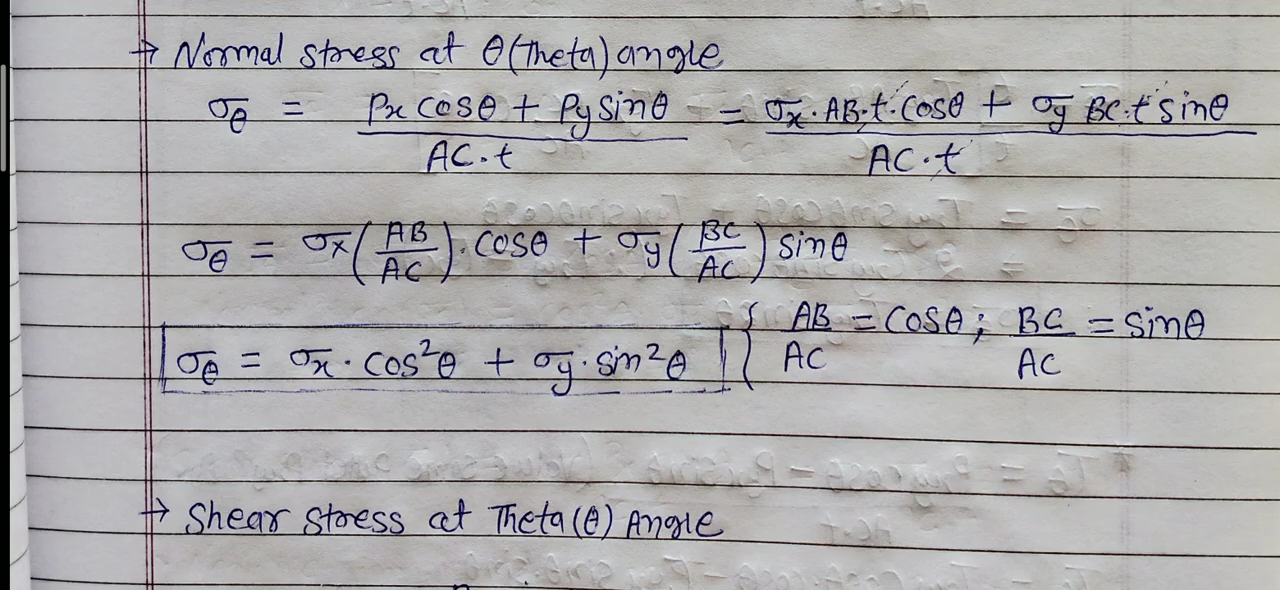 → Normal stress at θ(Theta) angle
σθ = Px cosθ + Py sinθ / AC.t = σx.AB.t.cosθ + σy BC.t sinθ / AC.t
σθ = σx (AB/AC).cosθ + σy (BC/AC) sinθ
σθ = σx.cos²θ + σy.sin²θ { AB/AC = cosθ; BC/AC = sinθ
→ Shear stress at Theta(θ) Angle